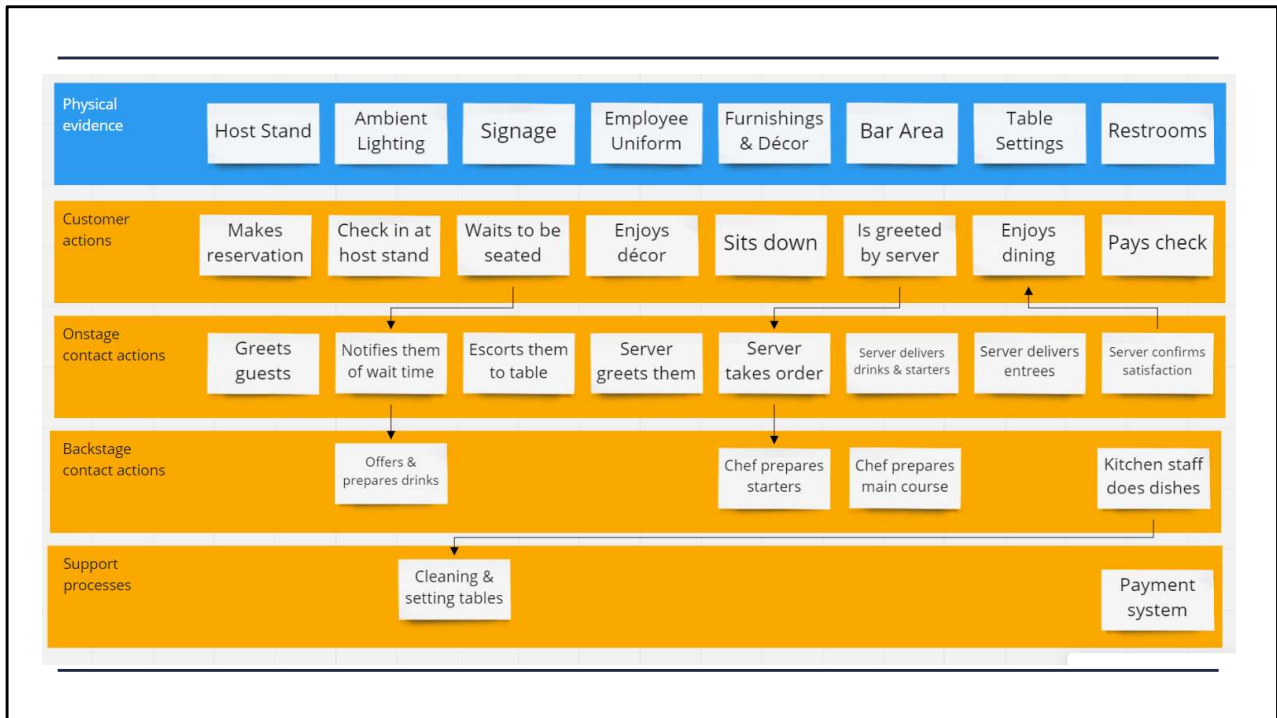 Physical
evidence
Host Stand
Ambient
Lighting
Signage
Employee
Uniform
Furnishings
& Décor
Bar Area
Table
Settings
Restrooms
Customer
actions
Makes
reservation
Check in at
host stand
Waits to be
seated
Enjoys
décor
Sits down
Is greeted
by server
Enjoys
dining
Pays check
Onstage
contact actions
Greets
guests
Notifies them
of wait time
Escorts them
to table
Server
greets them
Server
takes order
Server delivers
drinks & starters
Server delivers
entrees
Server confirms
satisfaction
Backstage
contact actions
Offers &
prepares drinks
Chef prepares
starters
Chef prepares
main course
Kitchen staff
does dishes
Support
processes
Cleaning &
setting tables
Payment
system